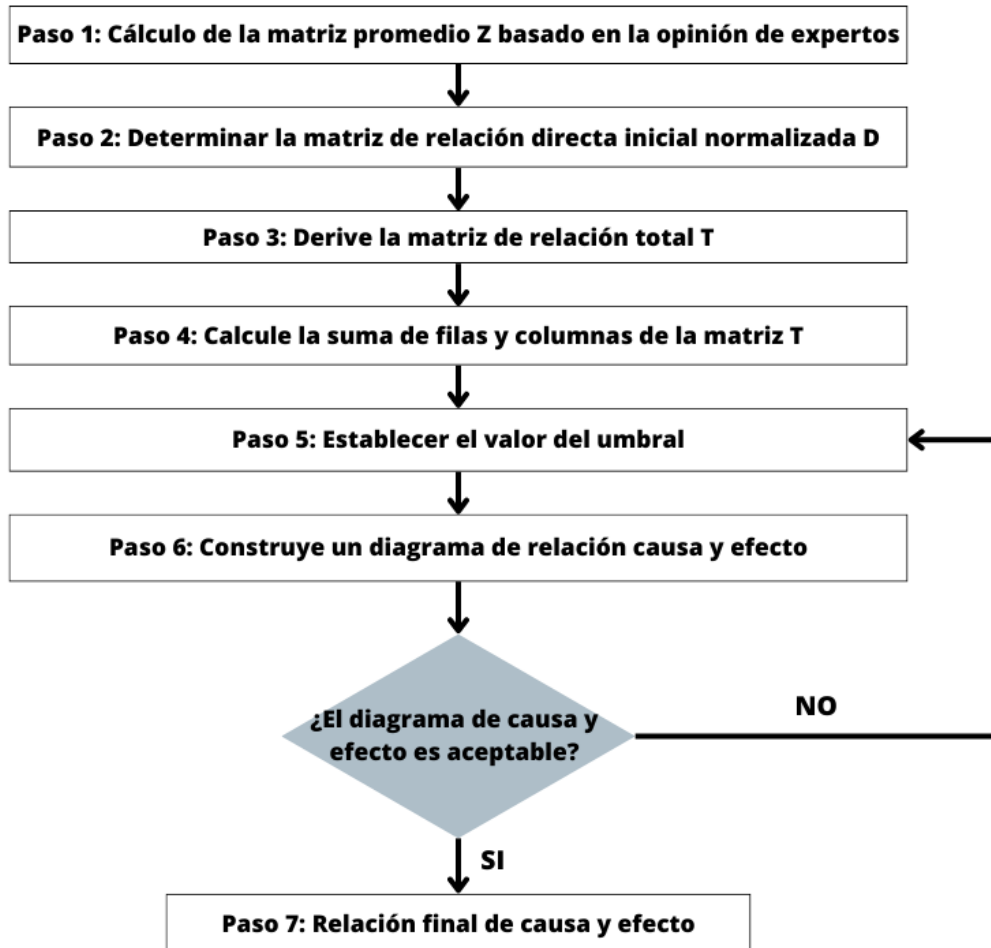 Paso 1: Cálculo de la matriz promedio Z basado en la opinión de expertos
Paso 2: Determinar la matriz de relación directa inicial normalizada D
Paso 3: Derive la matriz de relación total T
Paso 4: Calcule la suma de filas y columnas de la matriz T
Paso 5: Establecer el valor del umbral
Paso 6: Construye un diagrama de relación causa y efecto
¿El diagrama de causa y
efecto es aceptable?
NO
SI
Paso 7: Relación final de causa y efecto